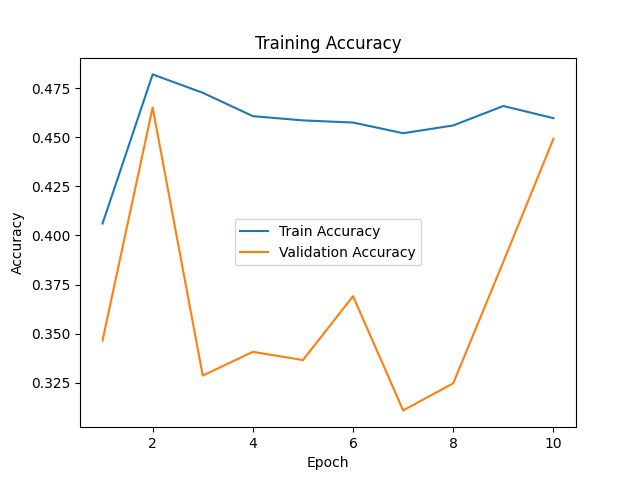 Training Accuracy
0.475
0.450
0.425
0.400
0.375
0.350
0.325
Accuracy
Train Accuracy
Validation Accuracy
2 4 6 8 10
Epoch